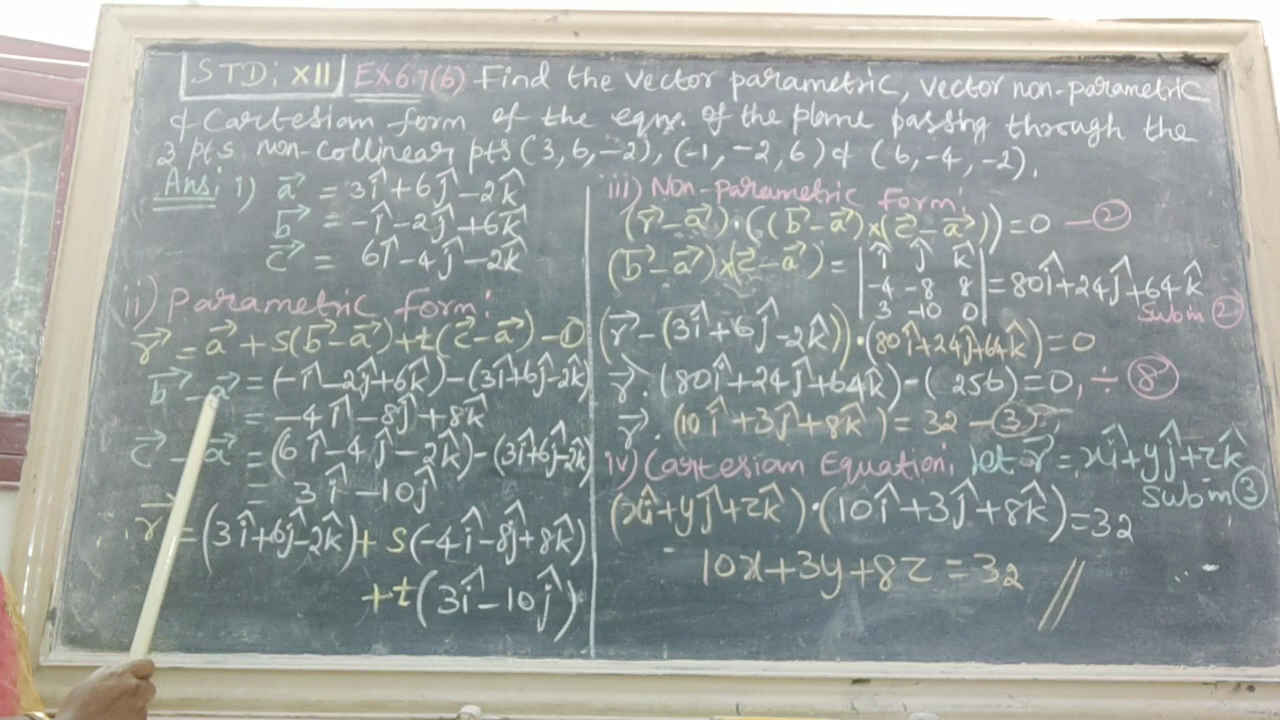 STD: XII EX 6.7(6) Find the vector parametric, vector non-parametric
& Cartesian form of the eqn. of the plane passing through the
3 pts non-collinear pts (3, 6, -2), (-1, -2, 6) & (6, -4, -2).
Ans: i) a⃗ = 3î+6ĵ-2k̂
b⃗ = -î-2ĵ+6k̂
c⃗ = 6î-4ĵ-2k̂
ii) Parametric form:
r⃗ = a⃗ + s(b⃗-a⃗)+t(c⃗-a⃗) -①
b⃗-a⃗ = (-î-2ĵ+6k̂)-(3î+6ĵ-2k̂)
= -4î-8ĵ+8k̂
c⃗-a⃗ = (6î-4ĵ-2k̂)-(3î+6ĵ-2k̂)
= 3î-10ĵ
r⃗ = (3î+6ĵ-2k̂)+ s(-4î-8ĵ+8k̂)
+t(3î-10ĵ)
iii) Non-parametric form:
(r⃗-a⃗)·((b⃗-a⃗)×(c⃗-a⃗))=0 -②
(b⃗-a⃗)×(c⃗-a⃗) = | î ĵ k̂
-4 -8 8
3 -10 0 | = 80î+24ĵ+64k̂
Sub in ②
(r⃗-(3î+6ĵ-2k̂))·(80î+24ĵ+64k̂)=0
r⃗.(80î+24ĵ+64k̂)-(256)=0, ÷ ⑧
r⃗.(10î+3ĵ+8k̂) = 32 -③
iv) Cartesian Equation: let r⃗ = xî+yĵ+zk̂
Sub in ③
(xî+yĵ+zk̂)·(10î+3ĵ+8k̂)=32
10x+3y+8z=32 //